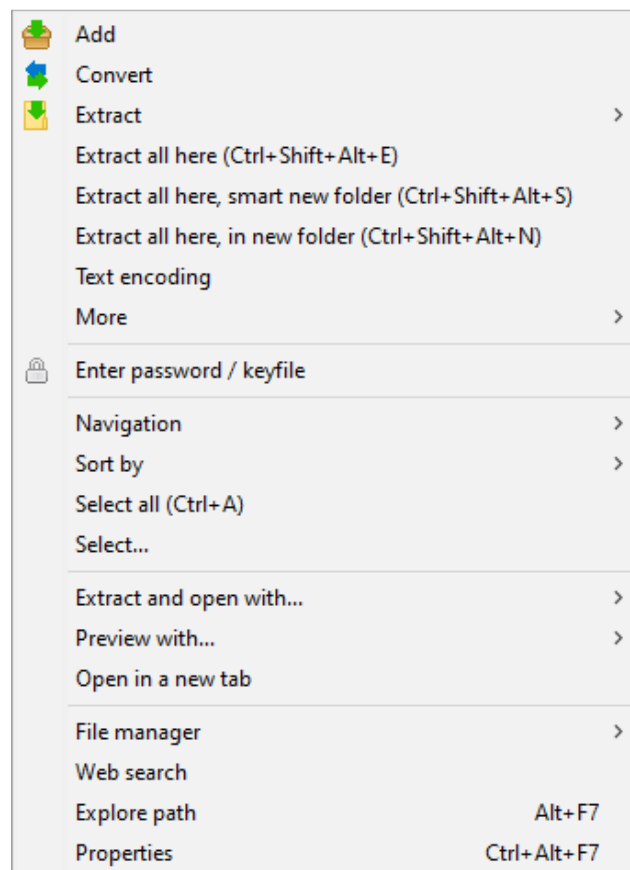 Add
Convert
Extract
Extract all here (Ctrl+Shift+Alt+E)
Extract all here, smart new folder (Ctrl+Shift+Alt+S)
Extract all here, in new folder (Ctrl+Shift+Alt+N)
Text encoding
More
Enter password / keyfile
Navigation
Sort by
Select all (Ctrl+A)
Select...
Extract and open with...
Preview with...
Open in a new tab
File manager
Web search
Explore path Alt+F7
Properties Ctrl+Alt+F7